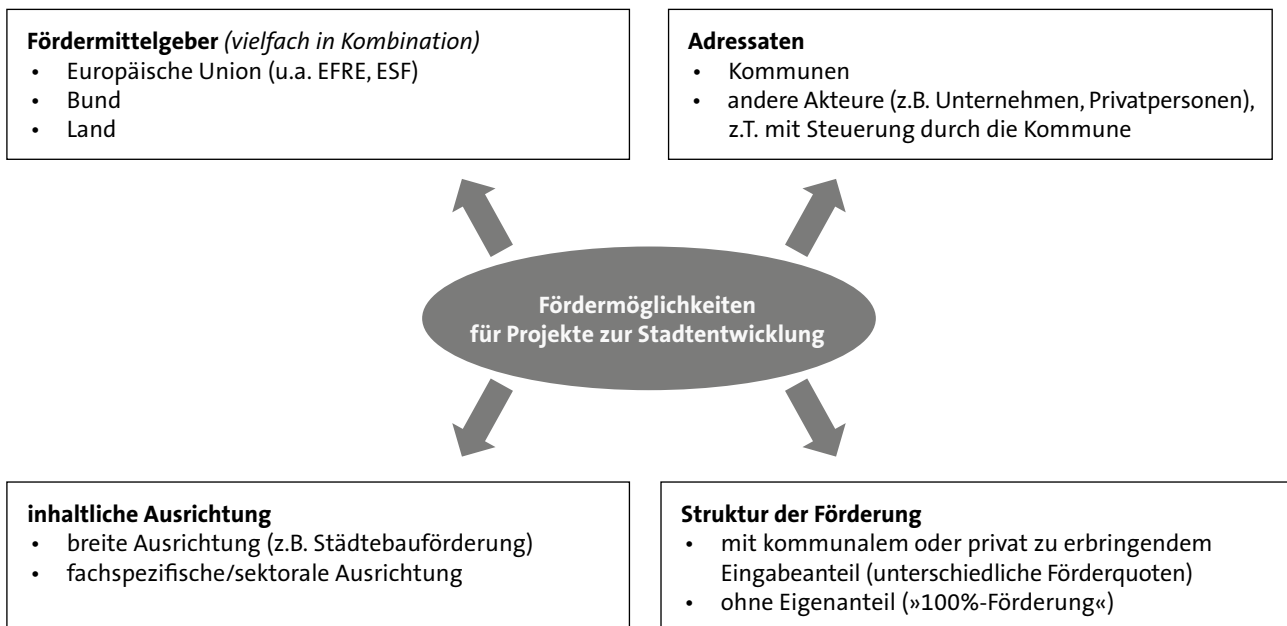 Fördermittelgeber (vielfach in Kombination)
• Europäische Union (u.a. EFRE, ESF)
• Bund
• Land
Adressaten
• Kommunen
• andere Akteure (z.B. Unternehmen, Privatpersonen),
z.T. mit Steuerung durch die Kommune
Fördermöglichkeiten
für Projekte zur Stadtentwicklung
inhaltliche Ausrichtung
• breite Ausrichtung (z.B. Städtebauförderung)
• fachspezifische/sektorale Ausrichtung
Struktur der Förderung
• mit kommunalem oder privat zu erbringendem
Eingabeanteil (unterschiedliche Förderquoten)
• ohne Eigenanteil (»100%-Förderung«)